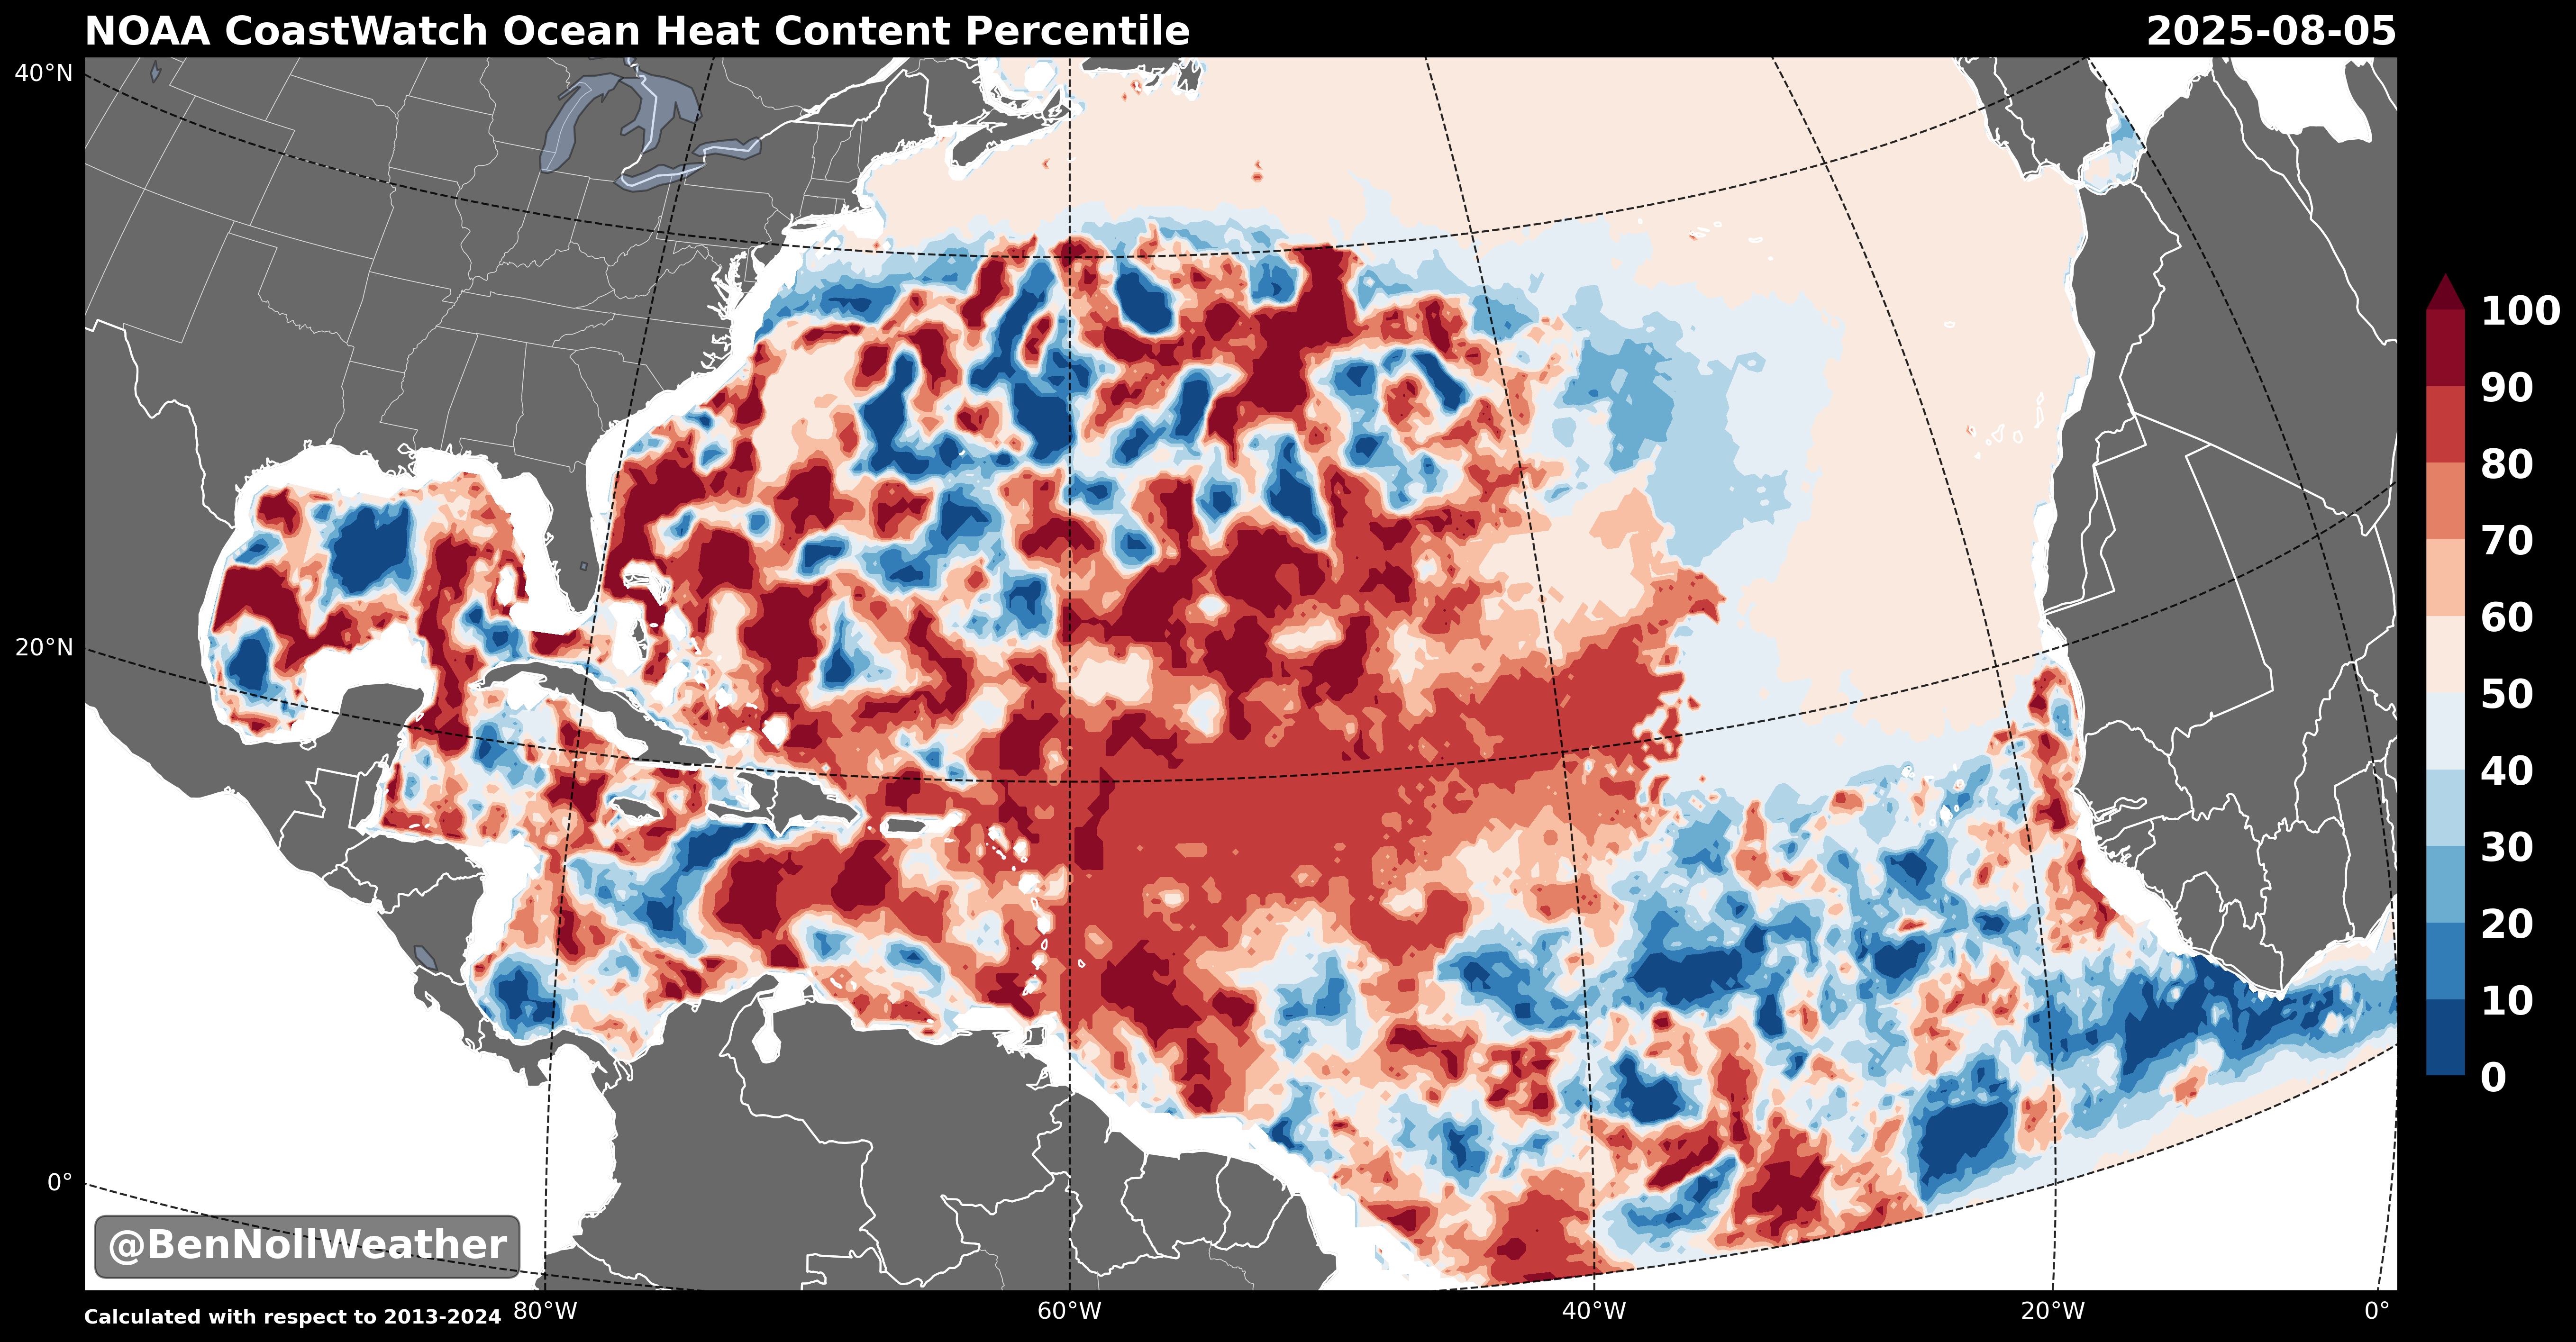 NOAA CoastWatch Ocean Heat Content Percentile
2025-08-05
40°N
20°N
0°
100
90
80
70
60
50
40
30
20
10
0
@BenNollWeather
Calculated with respect to 2013-2024
80°W
60°W
40°W
20°W
0°